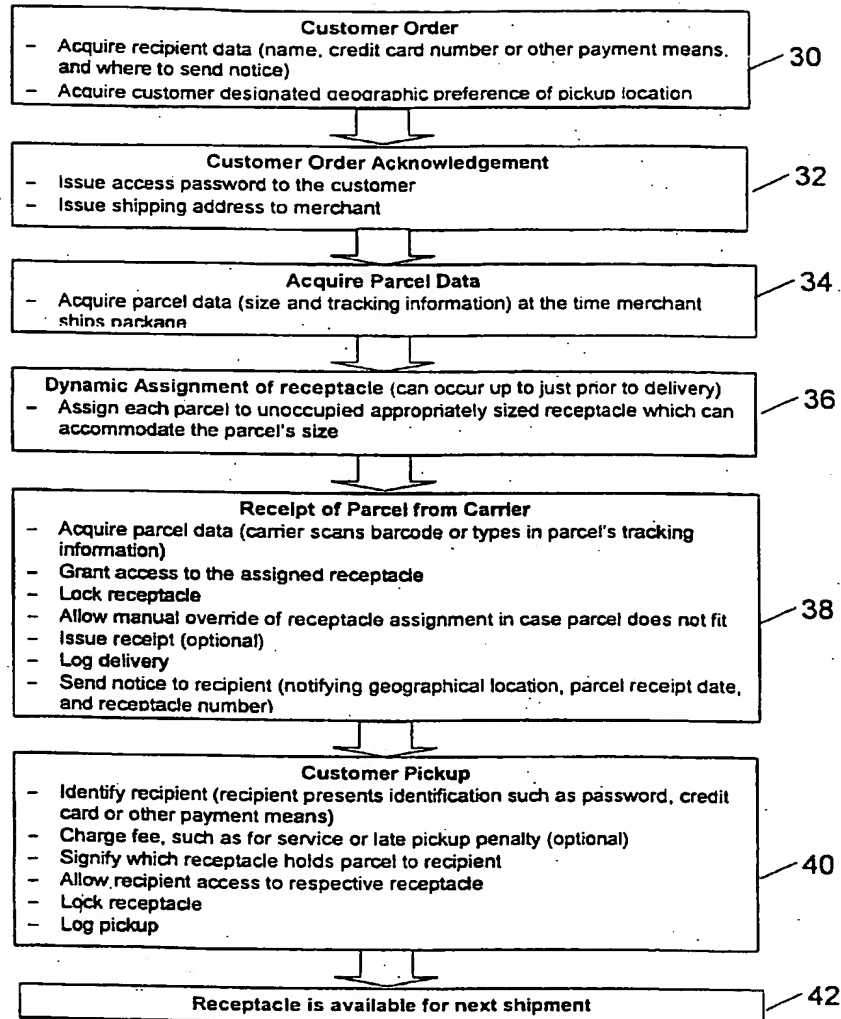 Customer Order
- Acquire recipient data (name, credit card number or other payment means, and where to send notice)
- Acquire customer designated geographic preference of pickup location
30
Customer Order Acknowledgement
- Issue access password to the customer
- Issue shipping address to merchant
32
Acquire Parcel Data
- Acquire parcel data (size and tracking information) at the time merchant ships package
34
Dynamic Assignment of receptacle (can occur up to just prior to delivery)
- Assign each parcel to unoccupied appropriately sized receptacle which can accommodate the parcel's size
36
Receipt of Parcel from Carrier
- Acquire parcel data (carrier scans barcode or types in parcel's tracking information)
- Grant access to the assigned receptacle
- Lock receptacle
- Allow manual override of receptacle assignment in case parcel does not fit
- Issue receipt (optional)
- Log delivery
- Send notice to recipient (notifying geographical location, parcel receipt date, and receptacle number)
38
Customer Pickup
- Identify recipient (recipient presents identification such as password, credit card or other payment means)
- Charge fee, such as for service or late pickup penalty (optional)
- Signify which receptacle holds parcel to recipient
- Allow recipient access to respective receptacle
- Lock receptacle
- Log pickup
40
Receptacle is available for next shipment
42